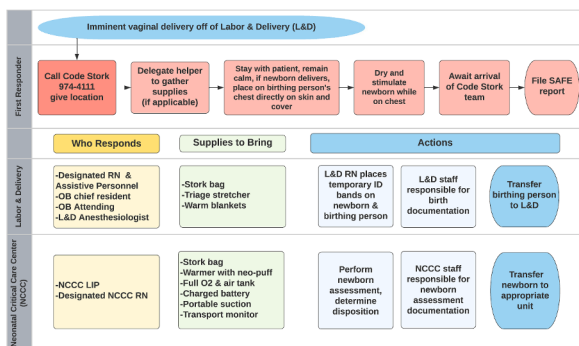 Imminent vaginal delivery off of Labor & Delivery (L&D)
First Responder
Call Code Stork
974-4111
give location
Delegate helper
to gather
supplies
(if applicable)
Stay with patient, remain
calm, if newborn delivers,
place on birthing person's
chest directly on skin and
cover
Dry and
stimulate
newborn while
on chest
Await arrival
of Code Stork
team
File SAFE
report
Who Responds
Supplies to Bring
Actions
Labor & Delivery
-Designated RN &
Assistive Personnel
-OB chief resident
-OB Attending
-L&D Anesthesiologist
-Stork bag
-Triage stretcher
-Warm blankets
L&D RN places
temporary ID
bands on
newborn &
birthing person
L&D staff
responsible for
birth
documentation
Transfer
birthing person
to L&D
Neonatal Critical Care Center
(NCCC)
-NCCC LIP
-Designated NCCC RN
-Stork bag
-Warmer with neo-puff
-Full O2 & air tank
-Charged battery
-Portable suction
-Transport monitor
Perform
newborn
assessment,
determine
disposition
NCCC staff
responsible for
newborn
assessment
documentation
Transfer
newborn to
appropriate
unit